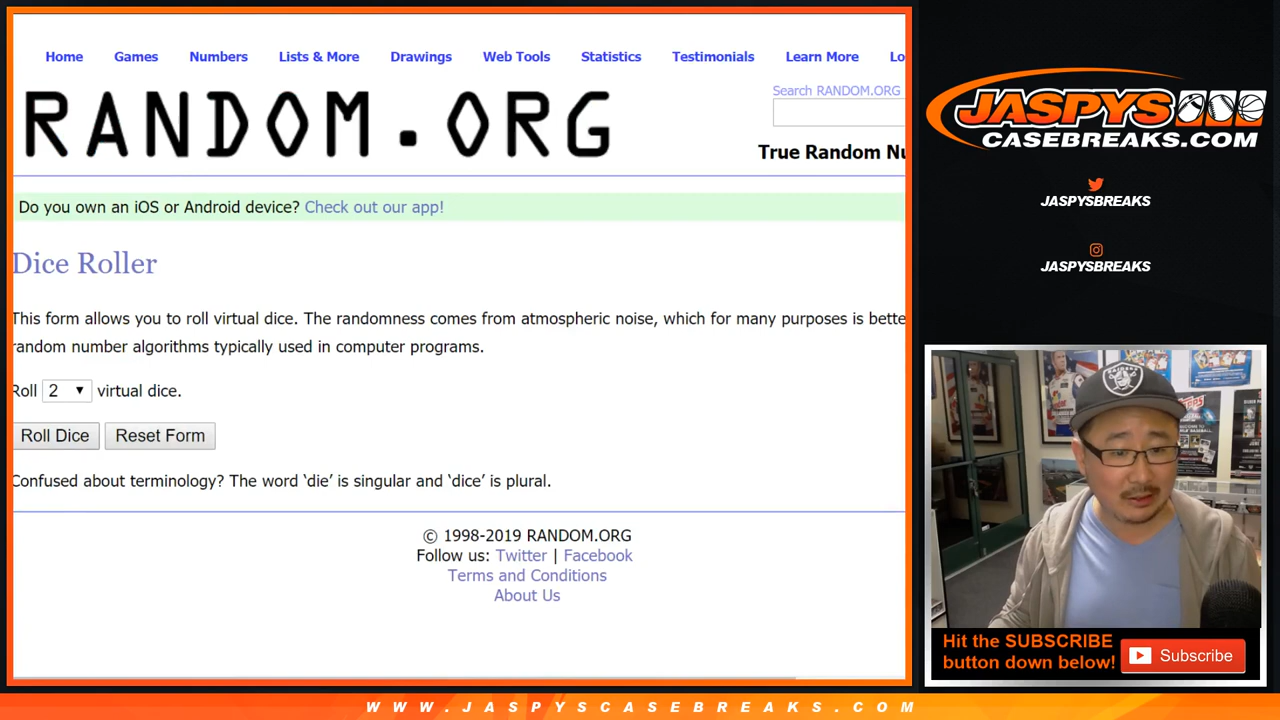 Home Games Numbers Lists & More Drawings Web Tools Statistics Testimonials Learn More Lo
RANDOM.ORG
Search RANDOM.ORG
True Random Nu
Do you own an iOS or Android device? Check out our app!
Dice Roller
This form allows you to roll virtual dice. The randomness comes from atmospheric noise, which for many purposes is bette
random number algorithms typically used in computer programs.
Roll 2 virtual dice.
Roll Dice Reset Form
Confused about terminology? The word 'die' is singular and 'dice' is plural.
© 1998-2019 RANDOM.ORG
Follow us: Twitter | Facebook
Terms and Conditions
About Us
JASPYS
CASEBREAKS.COM
JASPYSBREAKS
JASPYSBREAKS
RAIDERS
Hit the SUBSCRIBE
button down below!
Subscribe
WWW.JASPYSCASEBREAKS.COM